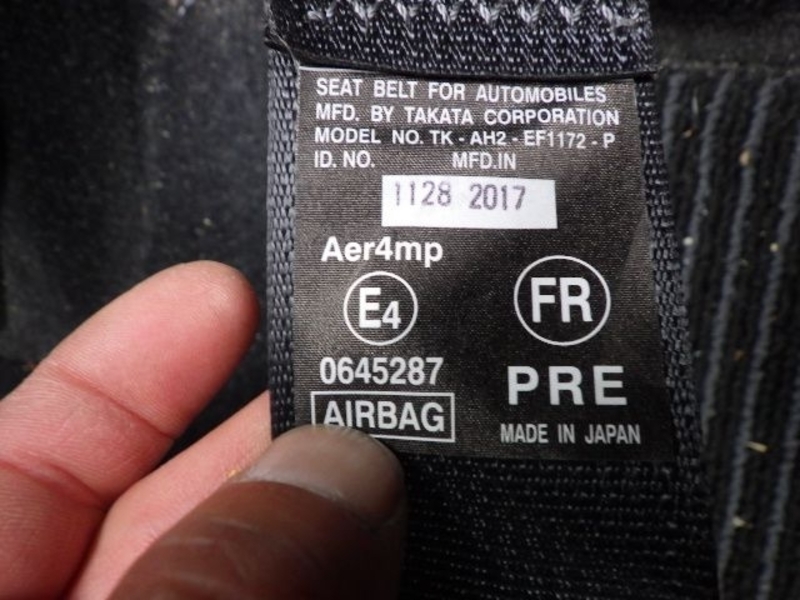 SEAT BELT FOR AUTOMOBILES
MFD. BY TAKATA CORPORATION
MODEL NO. TK - AH2 - EF1172 - P
ID. NO. MFD.IN
1128 2017
Aer4mp
E4 FR
0645287
PRE
AIRBAG
MADE IN JAPAN